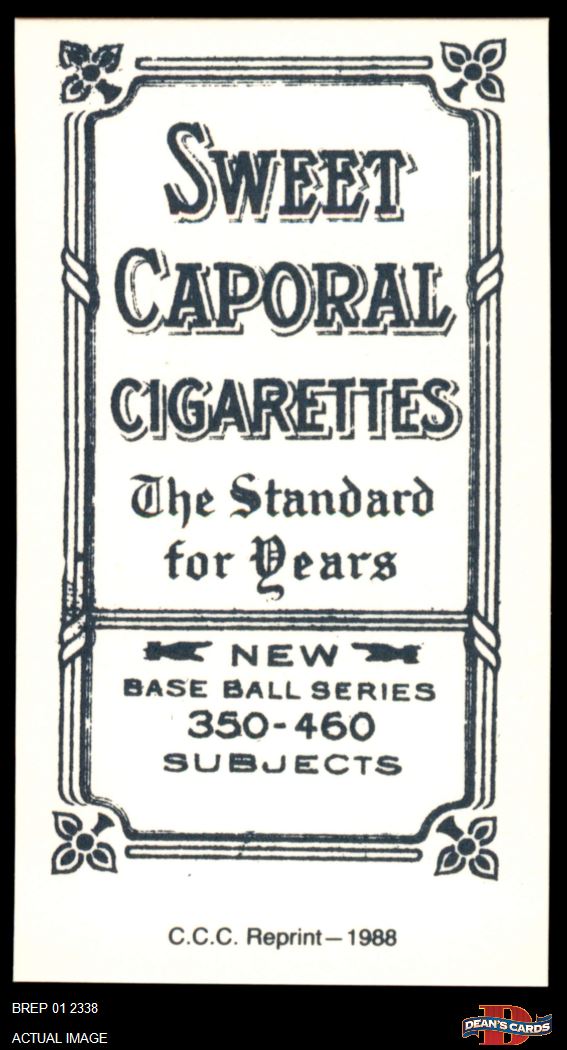 SWEET
CAPORAL
CIGARETTES
The Standard
for Years
NEW
BASE BALL SERIES
350-460
SUBJECTS
C.C.C. Reprint—1988
BREP 01 2338
ACTUAL IMAGE
D
DEAN'S CARDS